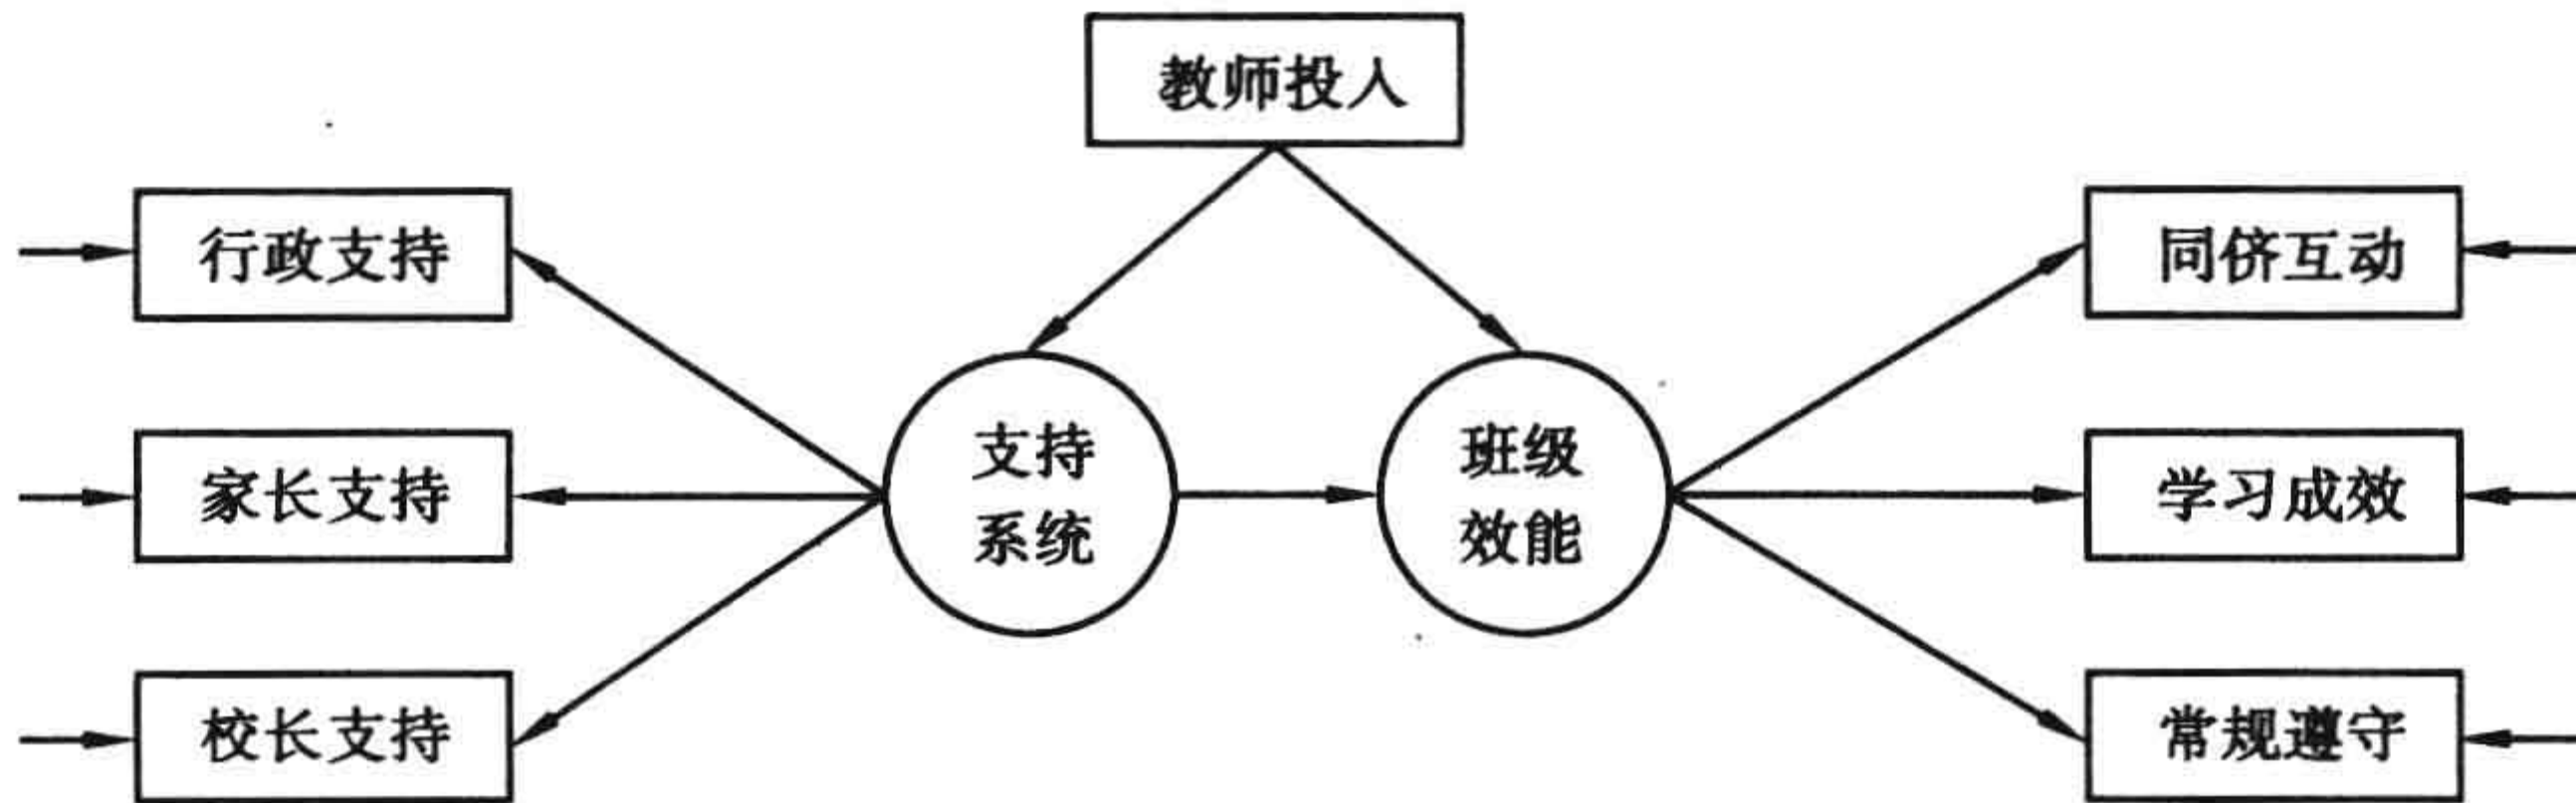 教师投入
行政支持
同侪互动
家长支持
支持
系统
班级
效能
学习成效
校长支持
常规遵守